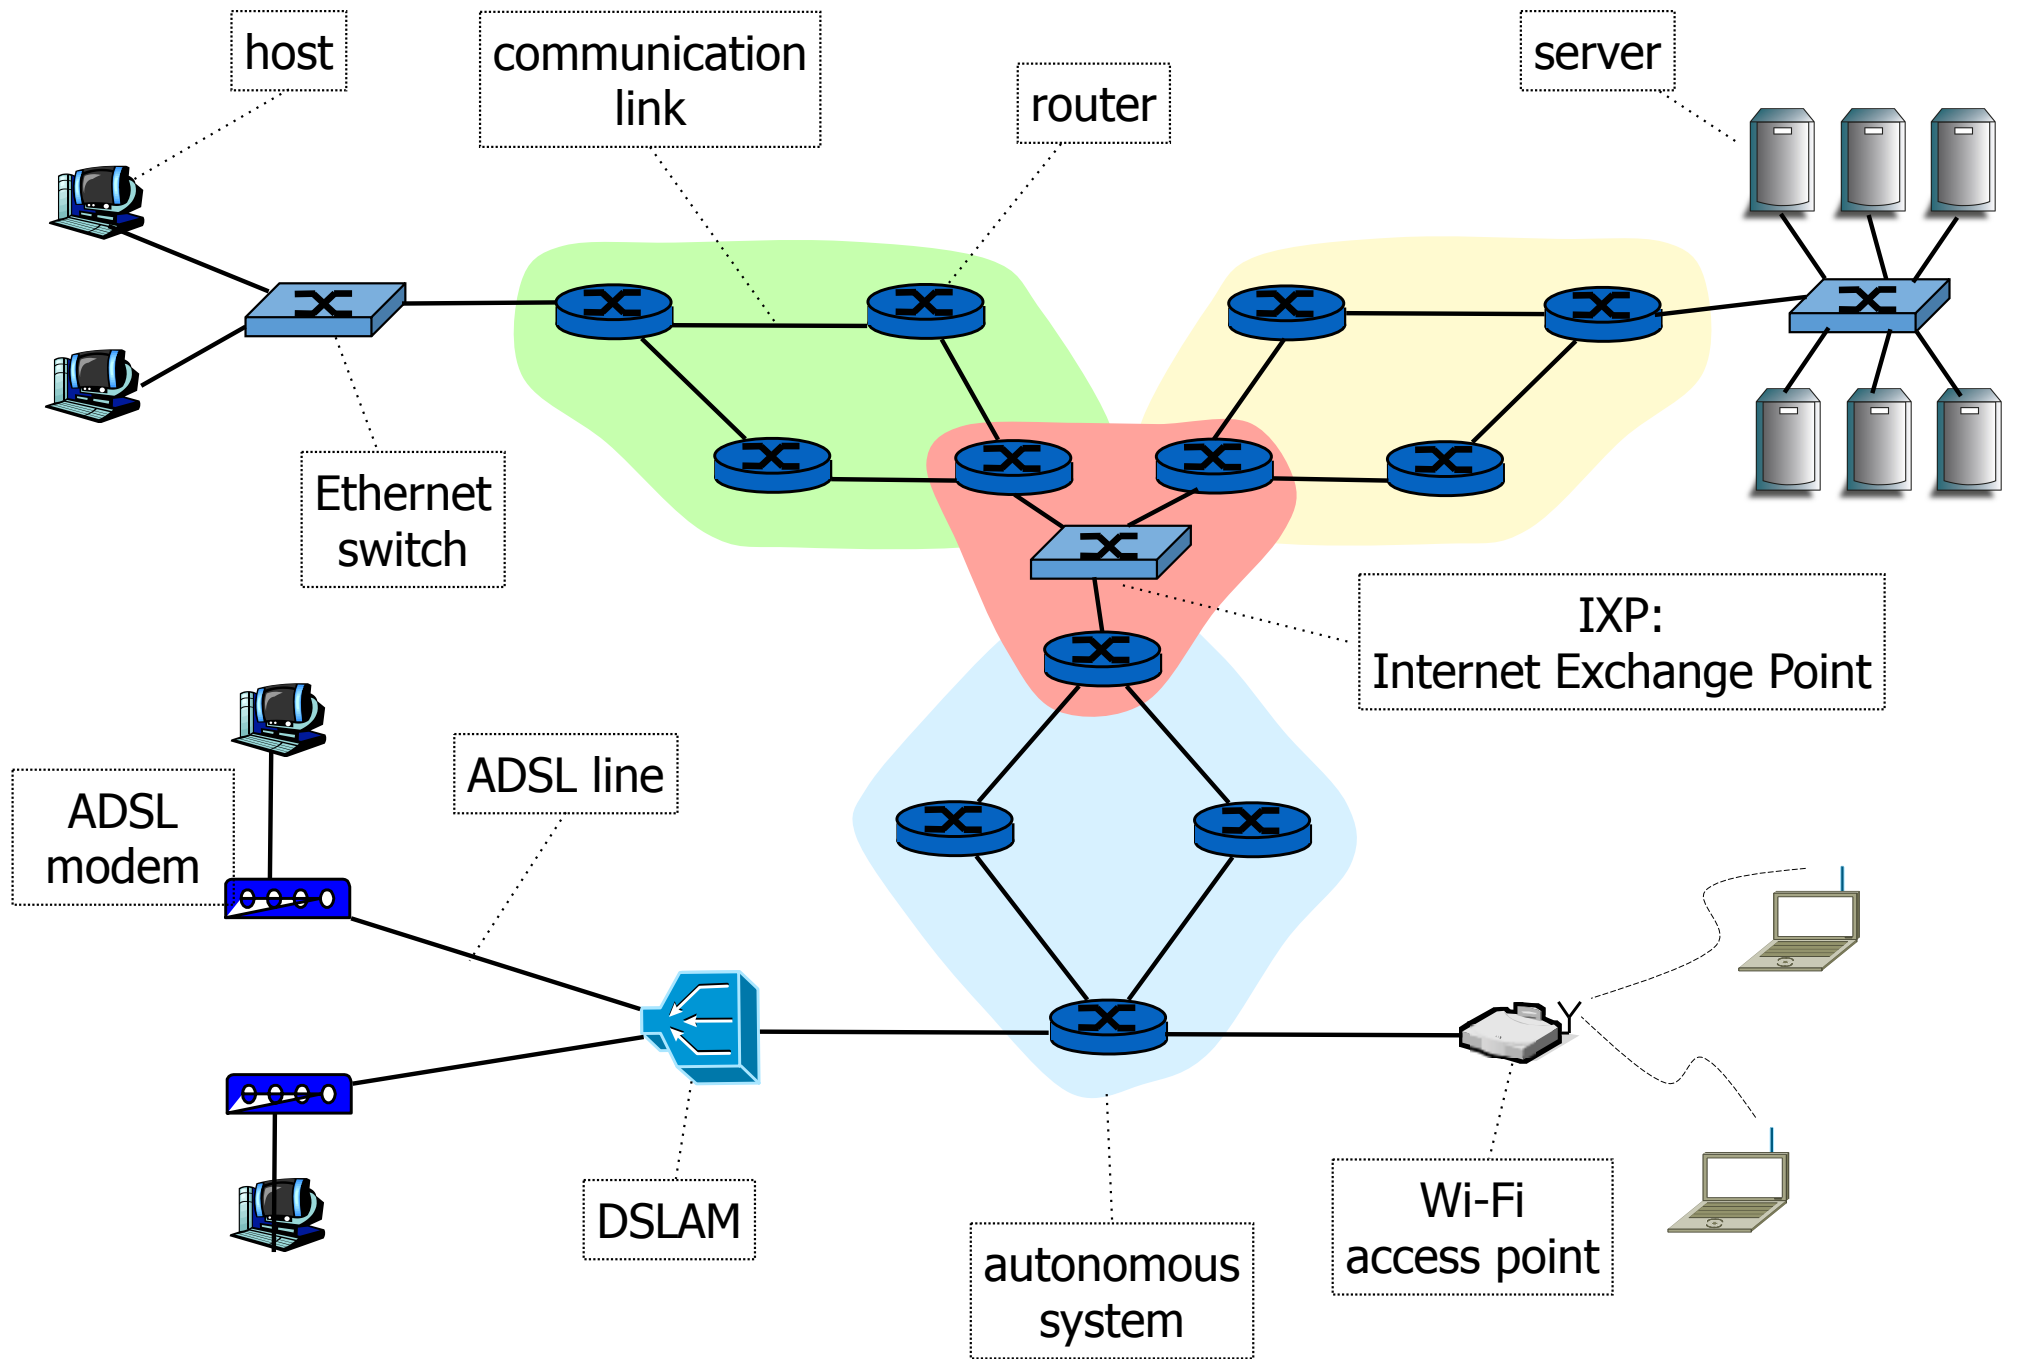 host
communication
link
router
server
Ethernet
switch
IXP:
Internet Exchange Point
ADSL
modem
ADSL line
DSLAM
autonomous
system
Wi-Fi
access point